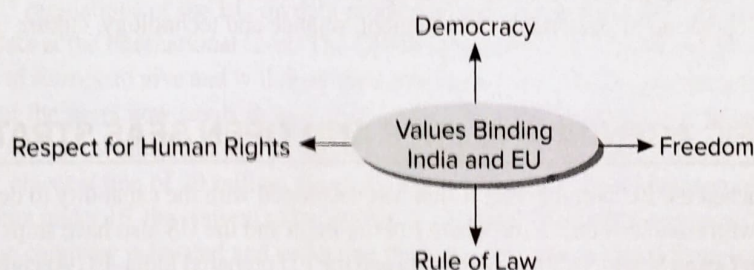 Democracy
Respect for Human Rights
Values Binding
India and EU
Freedom
Rule of Law